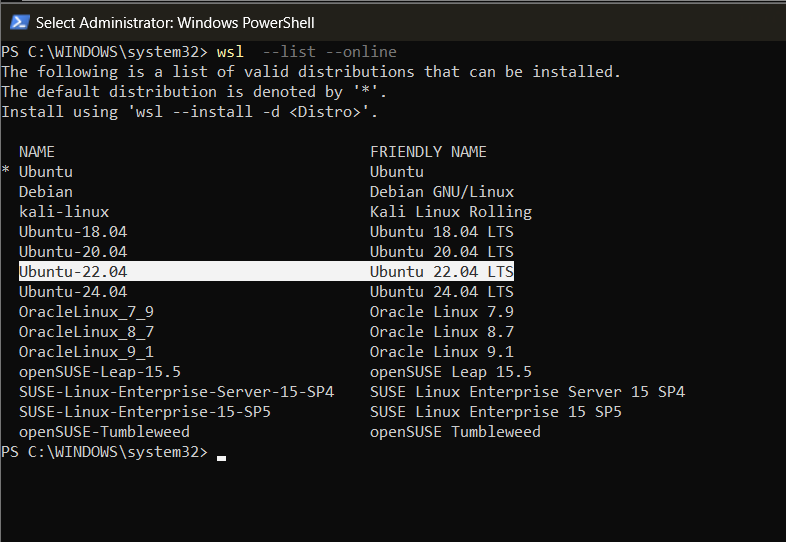 Select Administrator: Windows PowerShell
PS C:\WINDOWS\system32> wsl  --list --online
The following is a list of valid distributions that can be installed.
The default distribution is denoted by '*'.
Install using 'wsl --install -d <Distro>'.
  NAME                                   FRIENDLY NAME
* Ubuntu                                 Ubuntu
  Debian                                 Debian GNU/Linux
  kali-linux                             Kali Linux Rolling
  Ubuntu-18.04                           Ubuntu 18.04 LTS
  Ubuntu-20.04                           Ubuntu 20.04 LTS
  Ubuntu-22.04                           Ubuntu 22.04 LTS
  Ubuntu-24.04                           Ubuntu 24.04 LTS
  OracleLinux_7_9                        Oracle Linux 7.9
  OracleLinux_8_7                        Oracle Linux 8.7
  OracleLinux_9_1                        Oracle Linux 9.1
  openSUSE-Leap-15.5                     openSUSE Leap 15.5
  SUSE-Linux-Enterprise-Server-15-SP4    SUSE Linux Enterprise Server 15 SP4
  SUSE-Linux-Enterprise-15-SP5           SUSE Linux Enterprise 15 SP5
  openSUSE-Tumbleweed                    openSUSE Tumbleweed
PS C:\WINDOWS\system32>